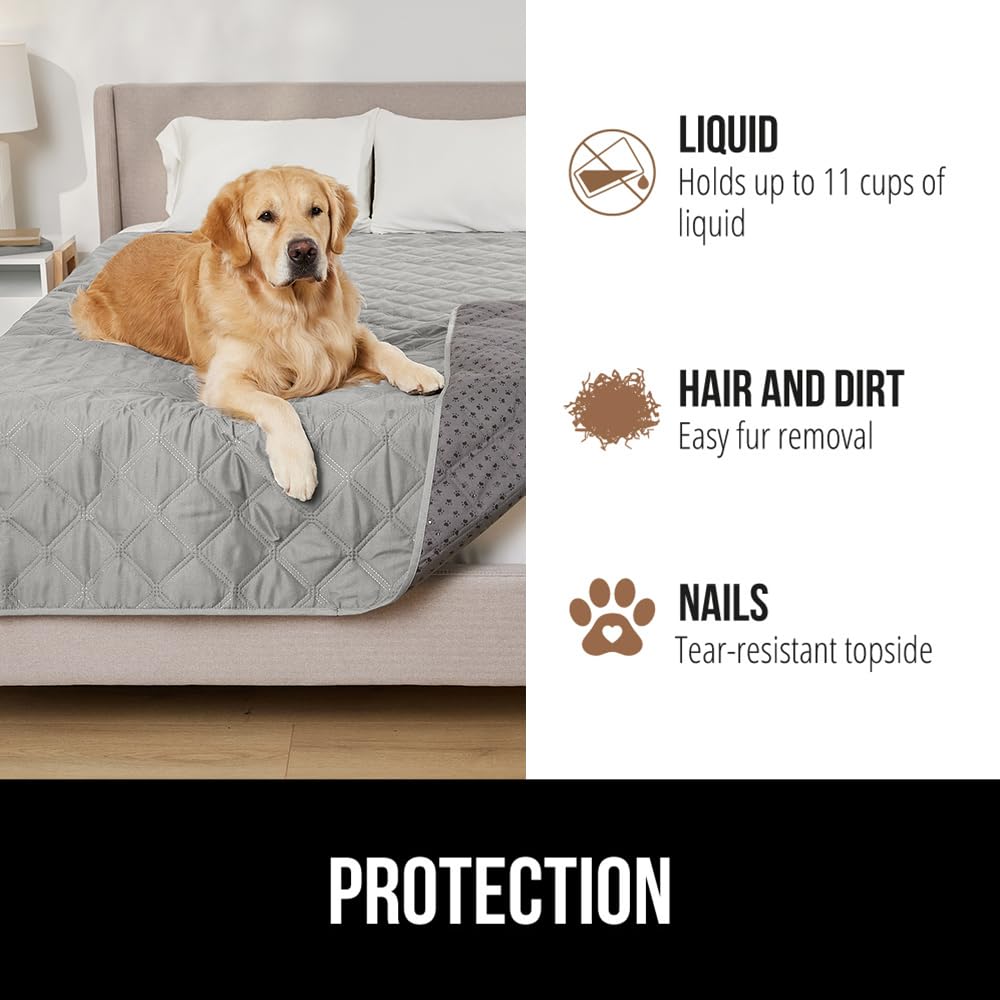 LIQUID
Holds up to 11 cups of
liquid
HAIR AND DIRT
Easy fur removal
NAILS
Tear-resistant topside
PROTECTION